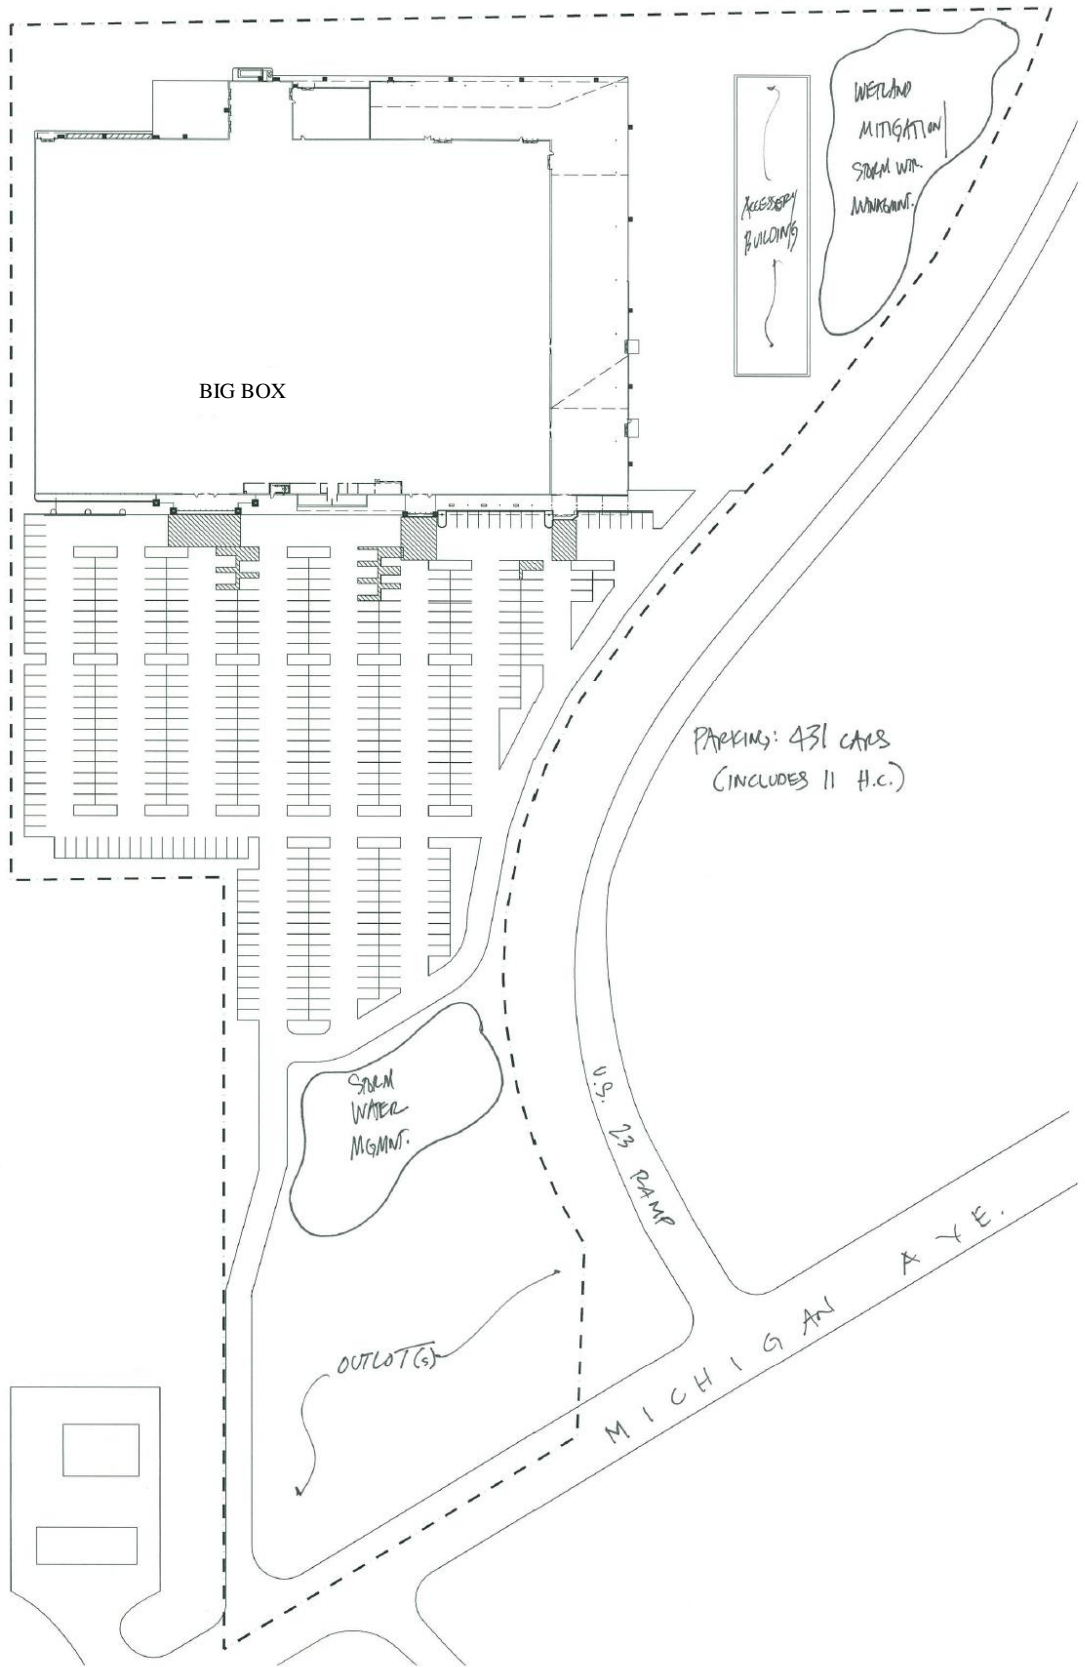 WETLAND
MITIGATION/
STORM WTR.
MANAGMNT.
ACCESSORY
BUILDING
BIG BOX
PARKING: 431 CARS
(INCLUDES 11 H.C.)
STORM
WATER
MGMNT.
U.S. 23 RAMP
MICHIGAN AVE.
OUTLOT(s)